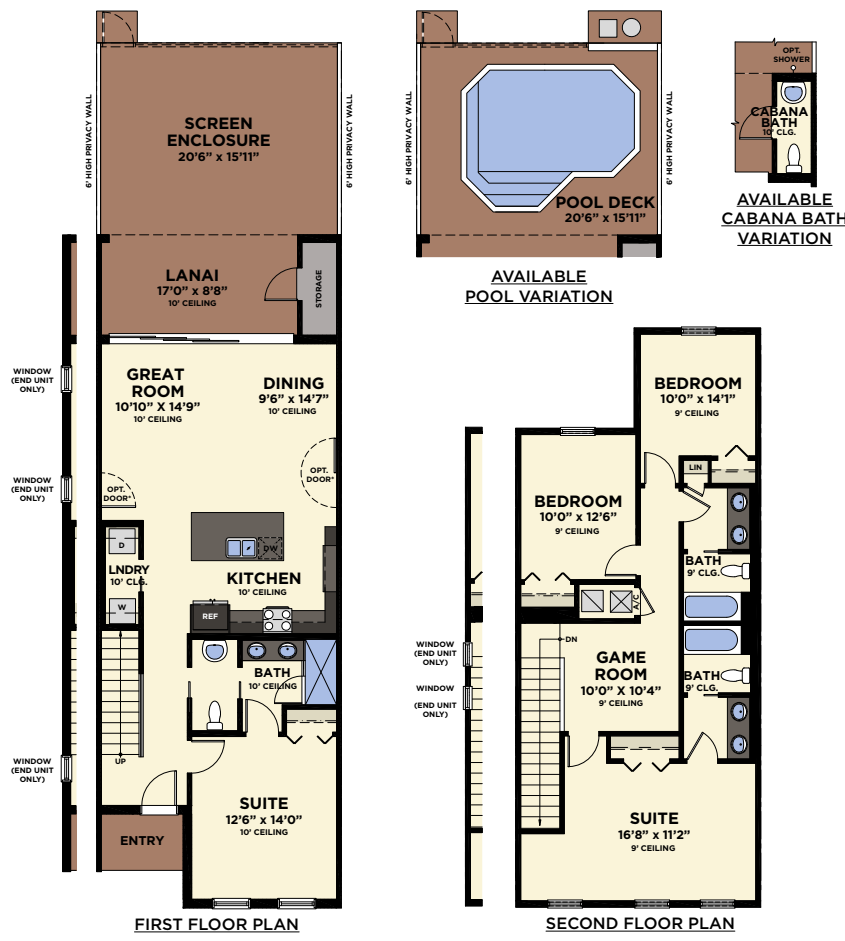 6' HIGH PRIVACY WALL
SCREEN
ENCLOSURE
20'6" x 15'11"
6' HIGH PRIVACY WALL
LANAI
17'0" x 8'8"
10' CEILING
STORAGE
WINDOW
(END UNIT
ONLY)
GREAT
ROOM
10'10" X 14'9"
10' CEILING
DINING
9'6" x 14'7"
10' CEILING
WINDOW
(END UNIT
ONLY)
OPT.
DOOR*
OPT.
DOOR*
D
LNDRY
10' CLG.
W
DW
KITCHEN
10' CEILING
REF
BATH
10' CEILING
UP
WINDOW
(END UNIT
ONLY)
SUITE
12'6" x 14'0"
10' CEILING
ENTRY
FIRST FLOOR PLAN
6' HIGH PRIVACY WALL
POOL DECK
20'6" x 15'11"
6' HIGH PRIVACY WALL
AVAILABLE
POOL VARIATION
OPT.
SHOWER
CABANA
BATH
10' CLG.
AVAILABLE
CABANA BATH
VARIATION
BEDROOM
10'0" x 14'1"
9' CEILING
LIN
BEDROOM
10'0" x 12'6"
9' CEILING
BATH
9' CLG.
A/C
DN
WINDOW
(END UNIT
ONLY)
WINDOW
(END UNIT
ONLY)
GAME
ROOM
10'0" X 10'4"
9' CEILING
BATH
9' CLG.
SUITE
16'8" x 11'2"
9' CEILING
SECOND FLOOR PLAN